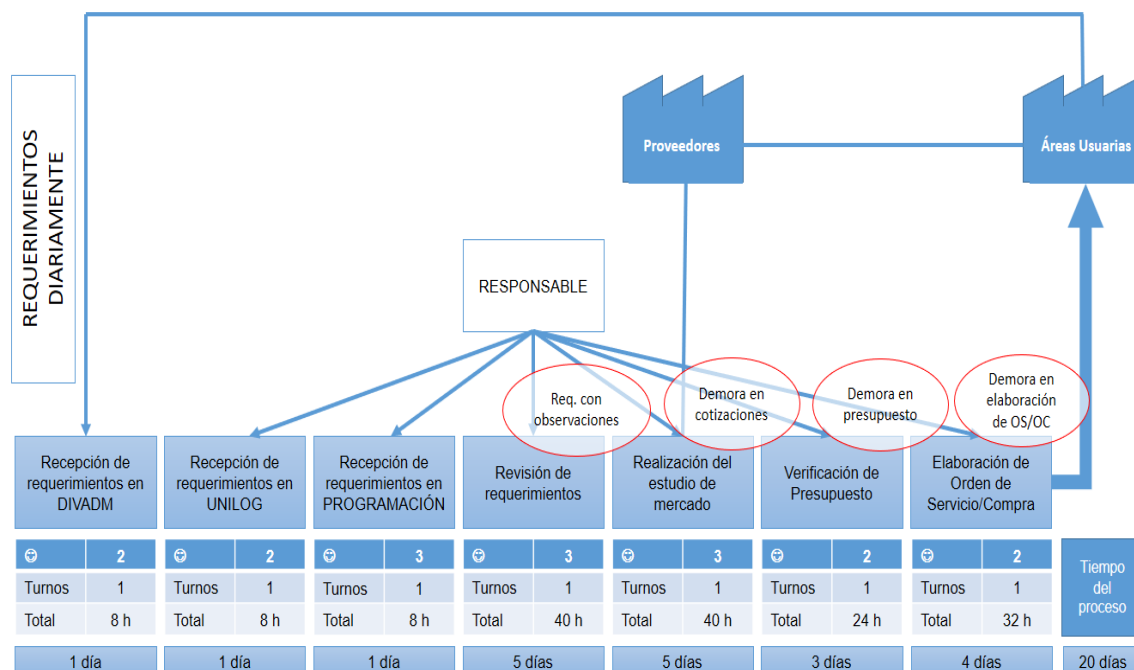 REQUERIMIENTOS
DIARIAMENTE
Proveedores
Áreas Usuarias
RESPONSABLE
Req. con
observaciones
Demora en
cotizaciones
Demora en
presupuesto
Demora en
elaboración
de OS/OC
Recepción de
requerimientos en
DIVADM
Recepción de
requerimientos en
UNILOG
Recepción de
requerimientos en
PROGRAMACIÓN
Revisión de
requerimientos
Realización del
estudio de
mercado
Verificación de
Presupuesto
Elaboración de
Orden de
Servicio/Compra
☺ 2
Turnos 1
Total 8 h
1 día
☺ 2
Turnos 1
Total 8 h
1 día
☺ 3
Turnos 1
Total 8 h
1 día
☺ 3
Turnos 1
Total 40 h
5 días
☺ 3
Turnos 1
Total 40 h
5 días
☺ 2
Turnos 1
Total 24 h
3 días
☺ 2
Turnos 1
Total 32 h
4 días
Tiempo
del
proceso
20 días